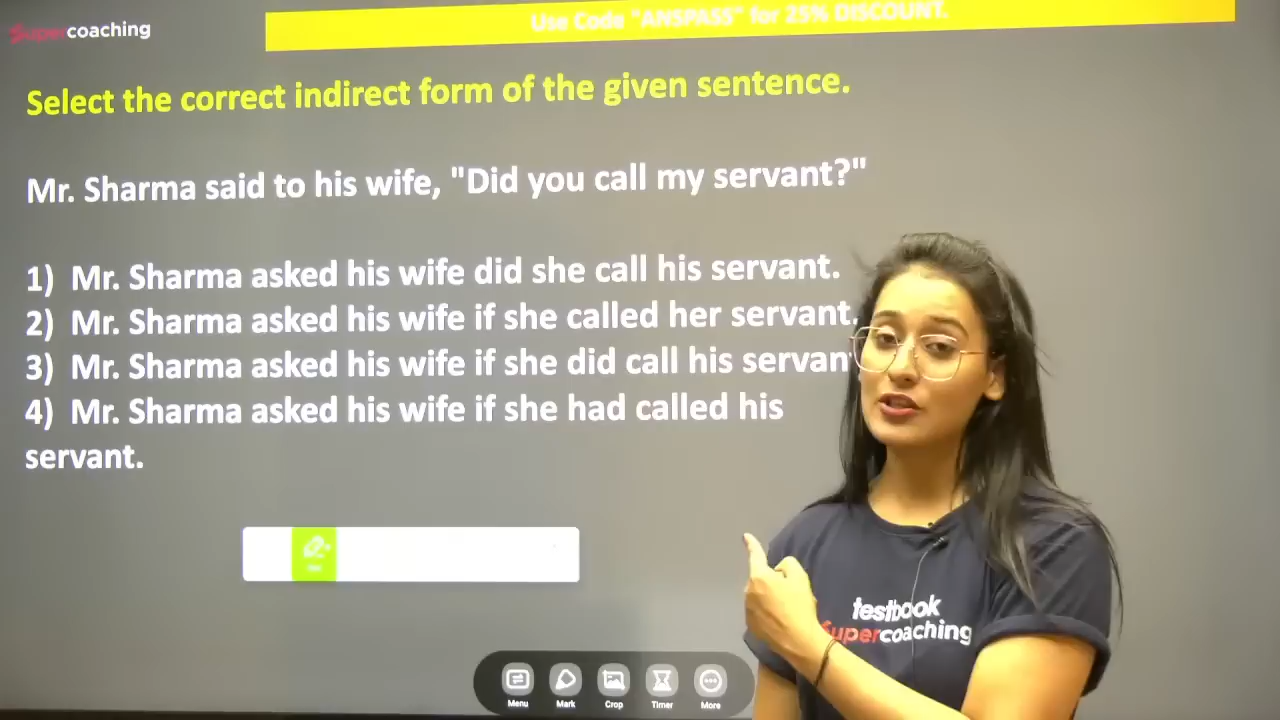 Supercoaching
Use Code "ANSPASS" for 25% DISCOUNT.
Select the correct indirect form of the given sentence.
Mr. Sharma said to his wife, "Did you call my servant?"
1) Mr. Sharma asked his wife did she call his servant.
2) Mr. Sharma asked his wife if she called her servant.
3) Mr. Sharma asked his wife if she did call his servan
4) Mr. Sharma asked his wife if she had called his
servant.
testbook
Supercoaching
Menu Mark Crop Timer More